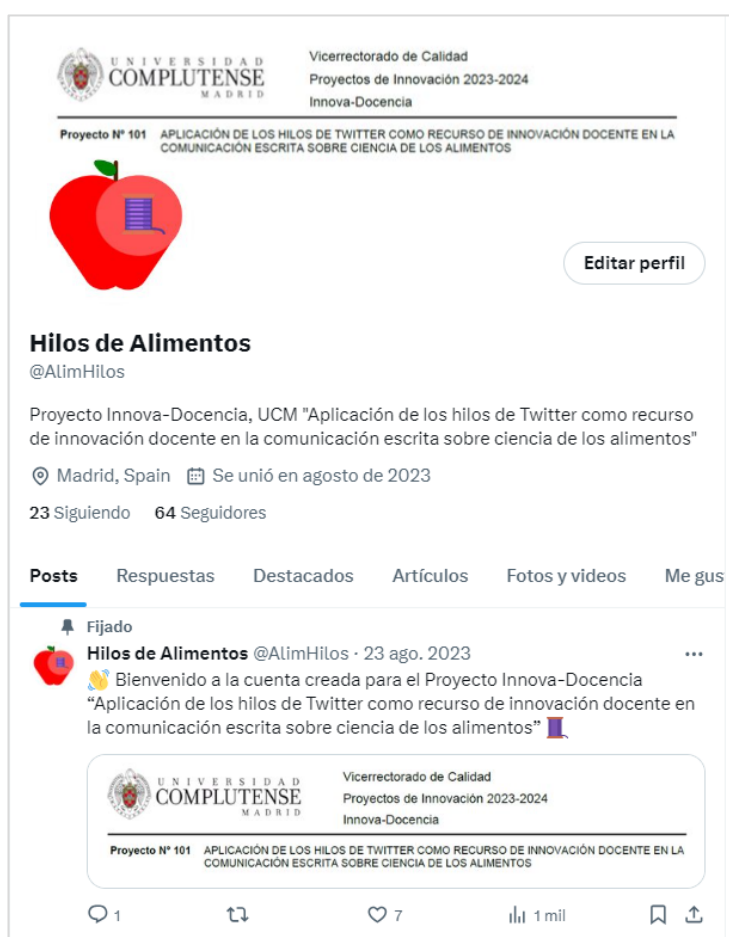 UNIVERSIDAD
COMPLUTENSE
MADRID
Vicerrectorado de Calidad
Proyectos de Innovación 2023-2024
Innova-Docencia
Proyecto Nº 101 APLICACIÓN DE LOS HILOS DE TWITTER COMO RECURSO DE INNOVACIÓN DOCENTE EN LA
COMUNICACIÓN ESCRITA SOBRE CIENCIA DE LOS ALIMENTOS
Editar perfil
Hilos de Alimentos
@AlimHilos
Proyecto Innova-Docencia, UCM "Aplicación de los hilos de Twitter como recurso
de innovación docente en la comunicación escrita sobre ciencia de los alimentos"
Madrid, Spain Se unió en agosto de 2023
23 Siguiendo 64 Seguidores
Posts Respuestas Destacados Artículos Fotos y videos Me gus
Fijado
Hilos de Alimentos @AlimHilos · 23 ago. 2023
👋 Bienvenido a la cuenta creada para el Proyecto Innova-Docencia
“Aplicación de los hilos de Twitter como recurso de innovación docente en
la comunicación escrita sobre ciencia de los alimentos” 🧵
UNIVERSIDAD
COMPLUTENSE
MADRID
Vicerrectorado de Calidad
Proyectos de Innovación 2023-2024
Innova-Docencia
Proyecto Nº 101 APLICACIÓN DE LOS HILOS DE TWITTER COMO RECURSO DE INNOVACIÓN DOCENTE EN LA
COMUNICACIÓN ESCRITA SOBRE CIENCIA DE LOS ALIMENTOS
1 7 1 mil